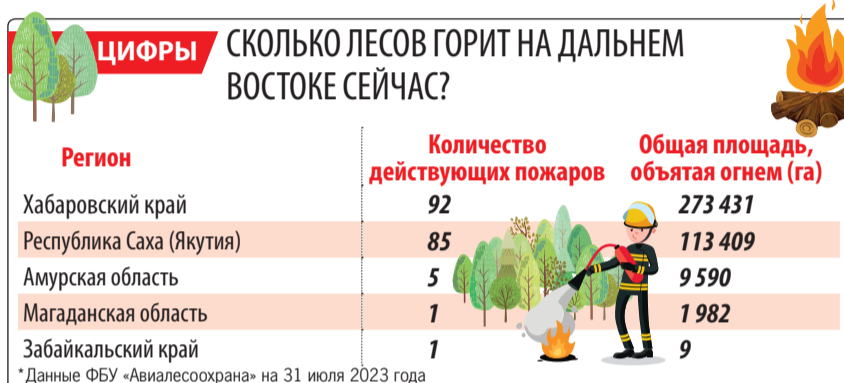 ЦИФРЫ
СКОЛЬКО ЛЕСОВ ГОРИТ НА ДАЛЬНЕМ
ВОСТОКЕ СЕЙЧАС?
Регион
Количество
действующих пожаров
Общая площадь,
объятая огнем (га)
Хабаровский край 92 273 431
Республика Саха (Якутия) 85 113 409
Амурская область 5 9 590
Магаданская область 1 1 982
Забайкальский край 1 9
*Данные ФБУ «Авиалесоохрана» на 31 июля 2023 года